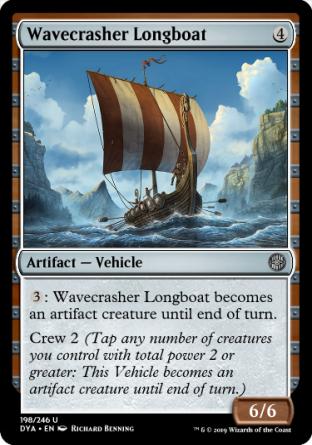 Wavecrasher Longboat 4
Artifact — Vehicle
3 : Wavecrasher Longboat becomes
an artifact creature until end of turn.
Crew 2 (Tap any number of creatures
you control with total power 2 or
greater: This Vehicle becomes an
artifact creature until end of turn.)
6/6
198/246 U
DYA • EN RICHARD BENNING
™ & © 2019 Wizards of the Coast